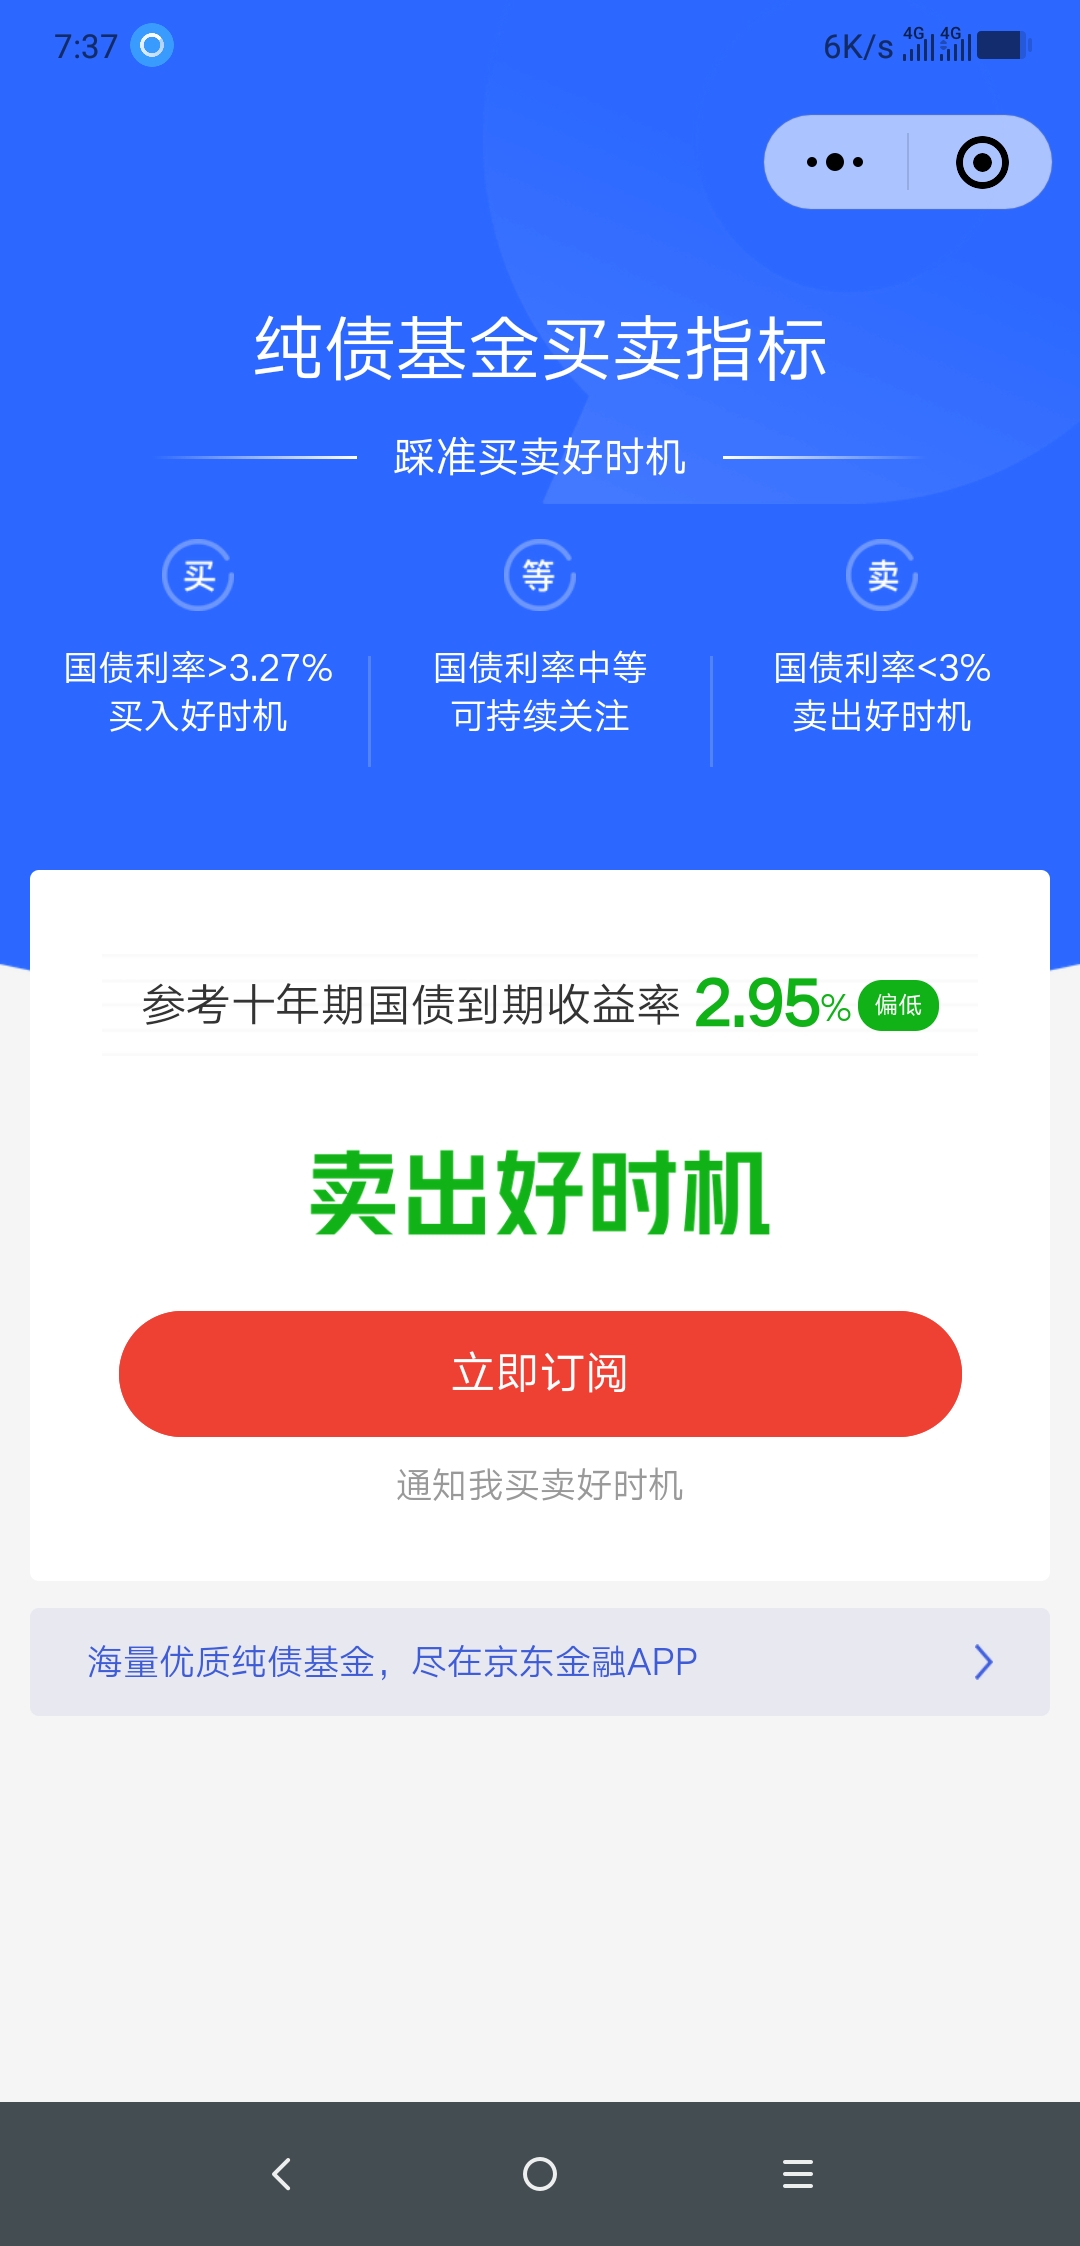 7:37
6K/s 4G 4G
纯债基金买卖指标
踩准买卖好时机
买
国债利率>3.27%
买入好时机
等
国债利率中等
可持续关注
卖
国债利率<3%
卖出好时机
参考十年期国债到期收益率 2.95% 偏低
卖出好时机
立即订阅
通知我买卖好时机
海量优质纯债基金，尽在京东金融APP